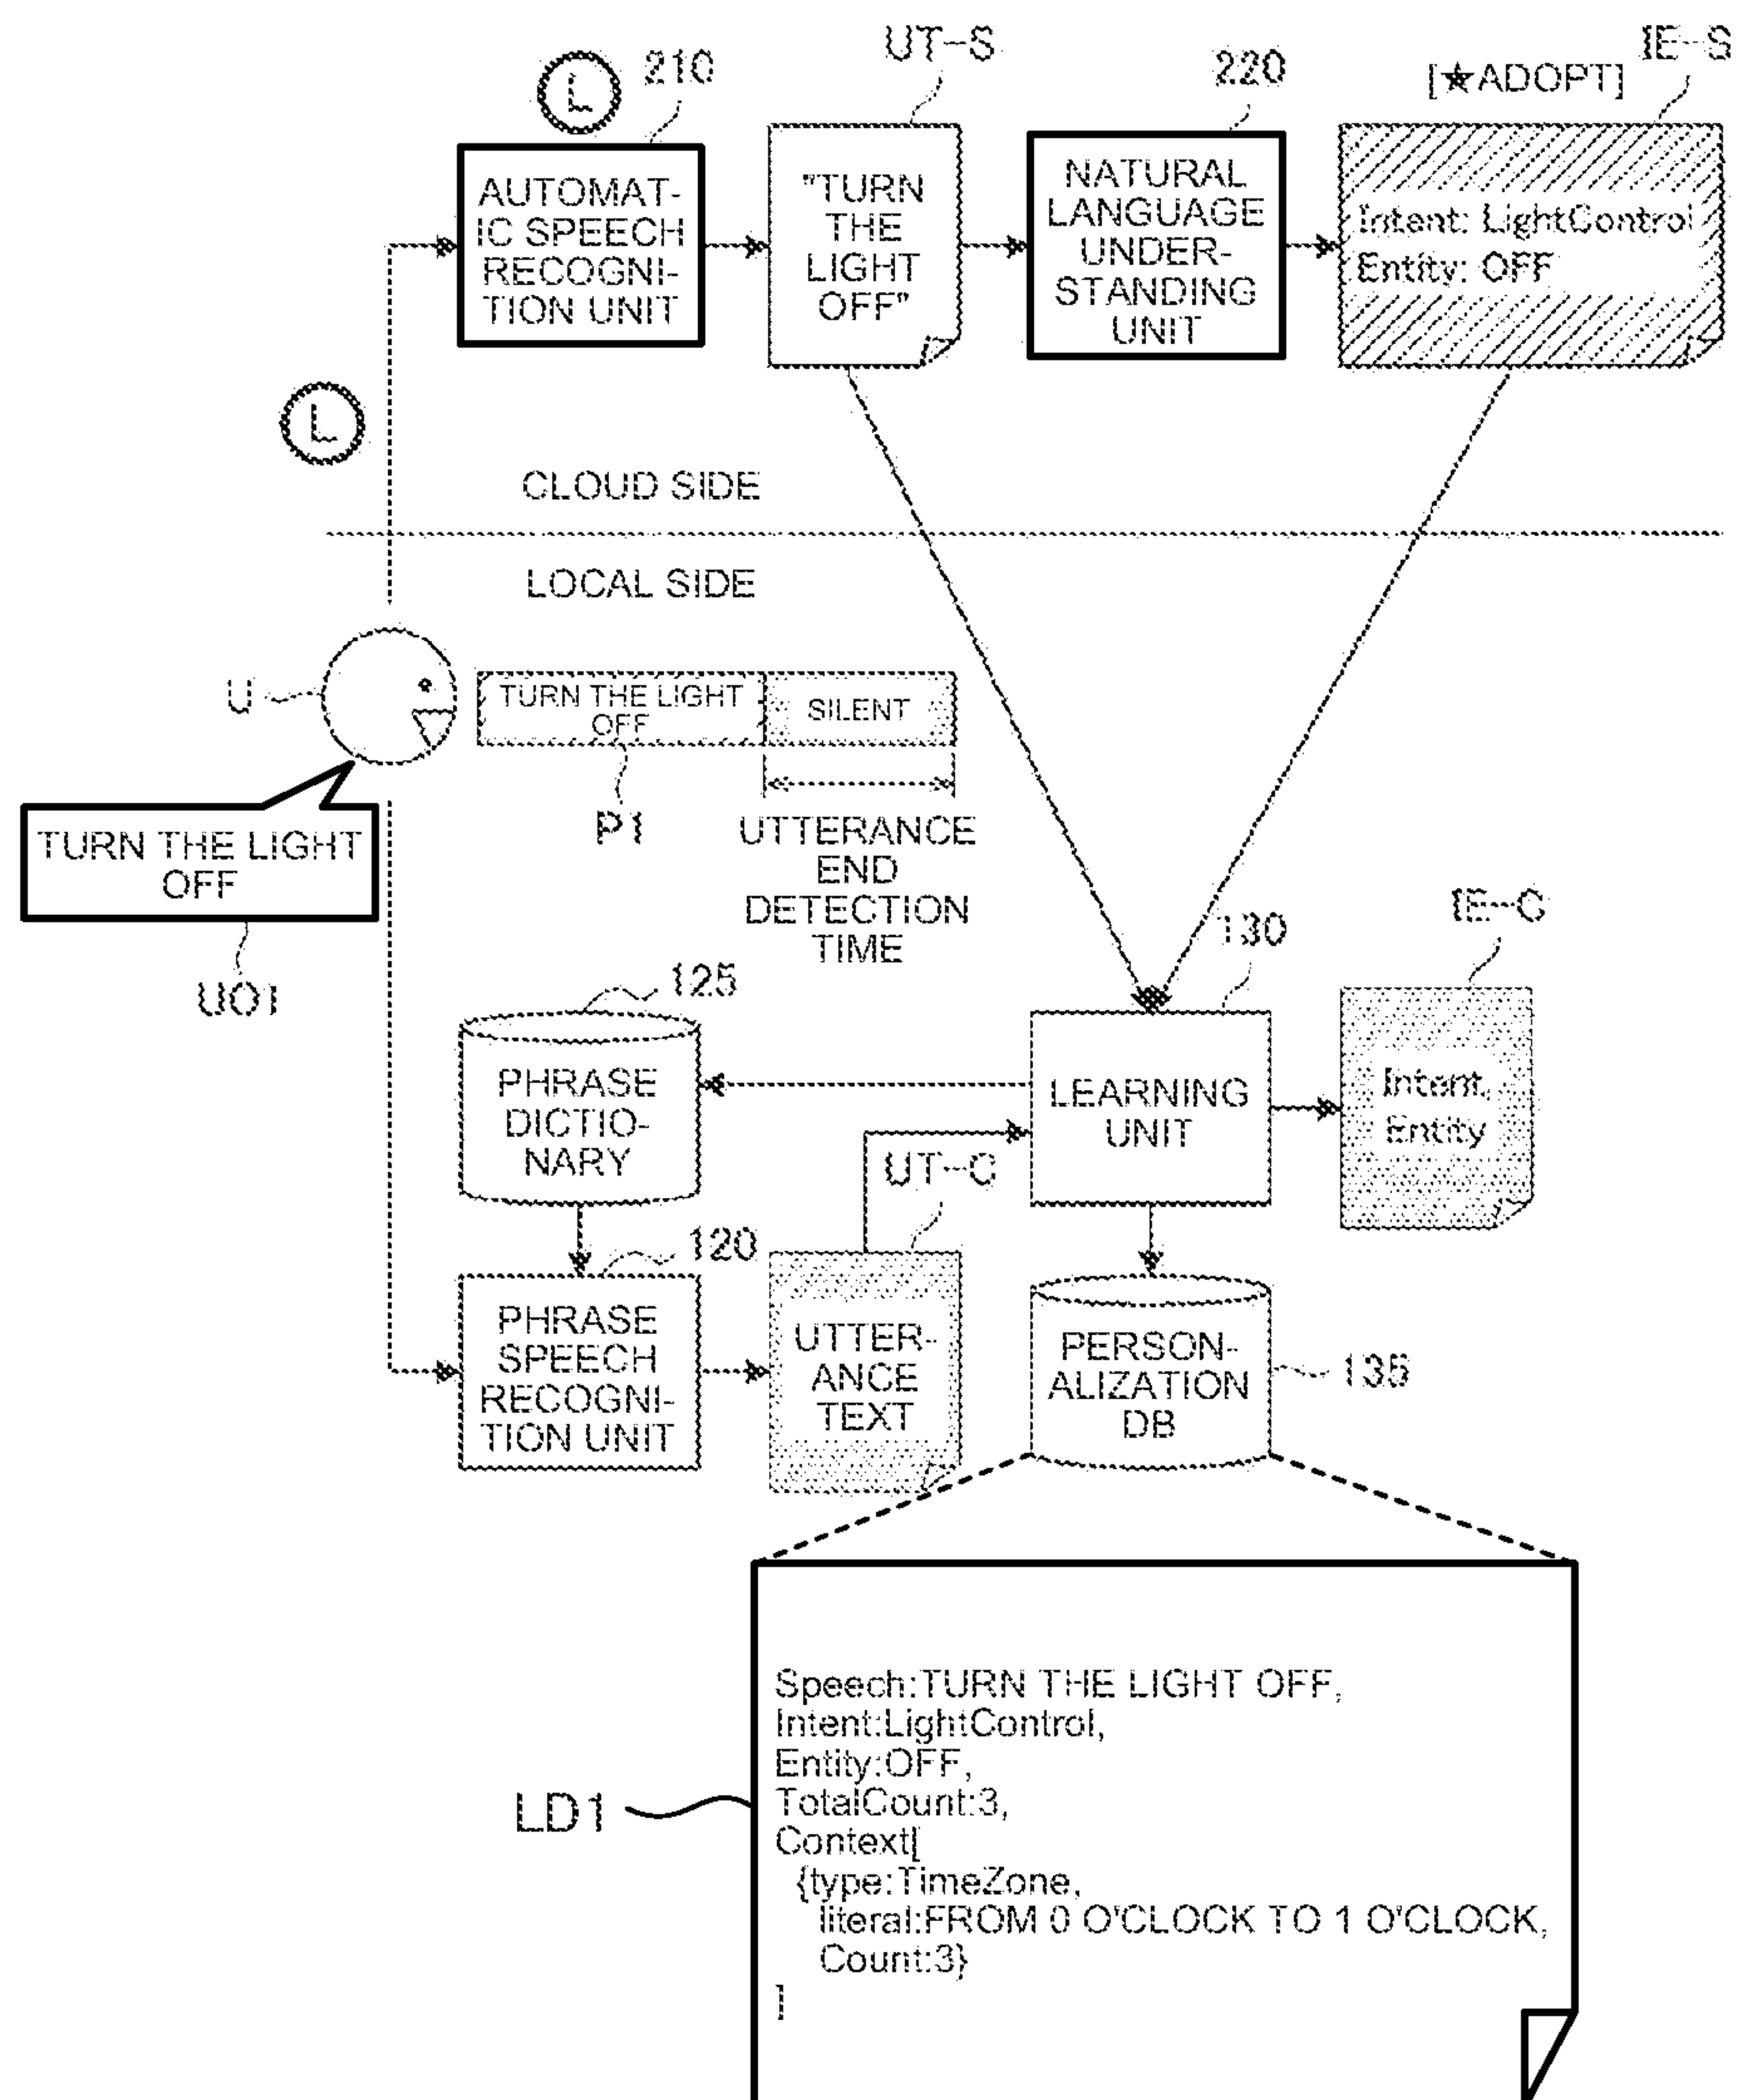 UT-S
IE-S
L
210
220
[★ADOPT]
AUTOMAT-
IC SPEECH
RECOGNI-
TION UNIT
"TURN
THE
LIGHT
OFF"
NATURAL
LANGUAGE
UNDER-
STANDING
UNIT
Intent: LightControl
Entity: OFF
L
CLOUD SIDE
LOCAL SIDE
U
TURN THE LIGHT
OFF
SILENT
P1
UTTERANCE
END
DETECTION
TIME
TURN THE LIGHT
OFF
UO1
125
130
IE-C
PHRASE
DICTIO-
NARY
LEARNING
UNIT
Intent,
Entity
UT-C
120
PHRASE
SPEECH
RECOGNI-
TION UNIT
UTTER-
ANCE
TEXT
PERSON-
ALIZATION
DB
135
LD1
Speech:TURN THE LIGHT OFF,
Intent:LightControl,
Entity:OFF,
TotalCount:3,
Context[
{type:TimeZone,
literal:FROM 0 O'CLOCK TO 1 O'CLOCK,
Count:3}
]